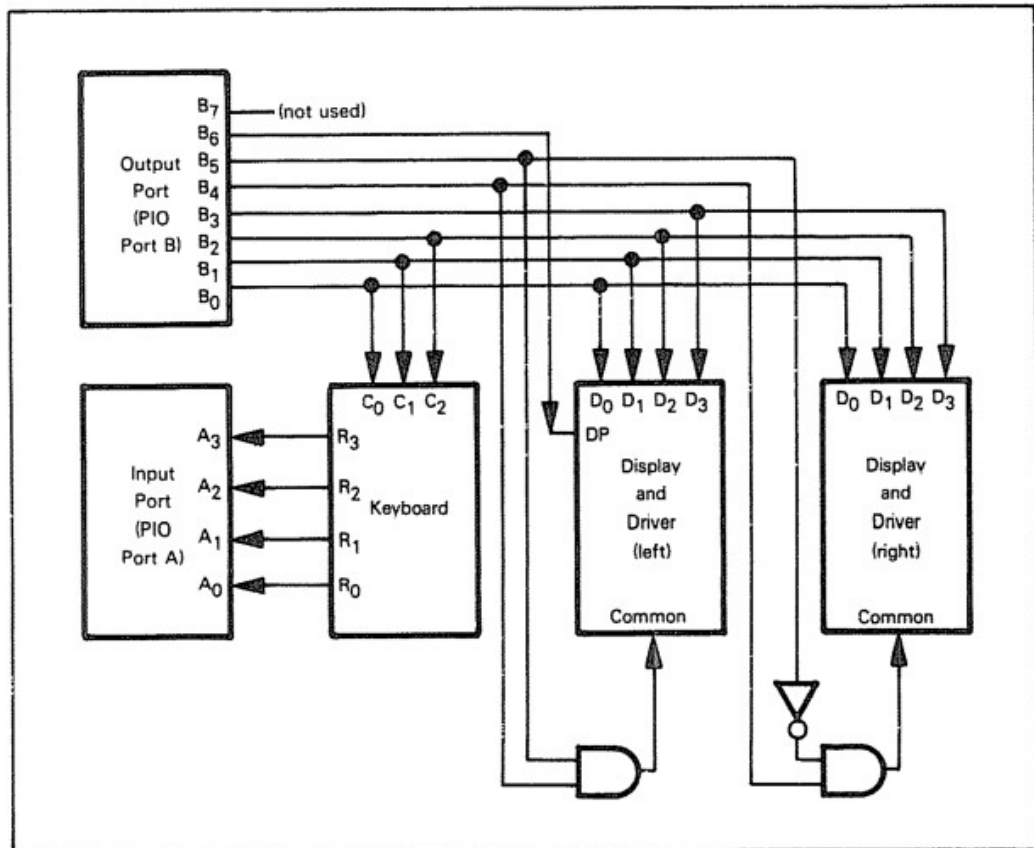 Output
Port
(PIO
Port B)
B7
(not used)
B6
B5
B4
B3
B2
B1
B0
Input
Port
(PIO
Port A)
A3
A2
A1
A0
C0 C1 C2
R3
R2
R1
R0
Keyboard
D0 D1 D2 D3
DP
Display
and
Driver
(left)
Common
D0 D1 D2 D3
Display
and
Driver
(right)
Common